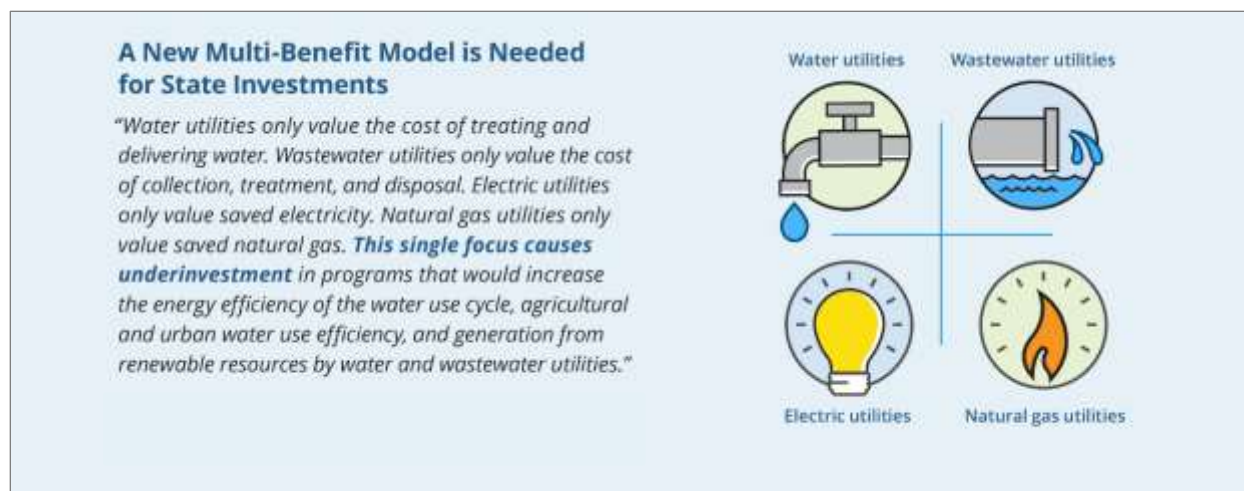 A New Multi-Benefit Model is Needed
for State Investments
“Water utilities only value the cost of treating and
delivering water. Wastewater utilities only value the cost
of collection, treatment, and disposal. Electric utilities
only value saved electricity. Natural gas utilities only
value saved natural gas. This single focus causes
underinvestment in programs that would increase
the energy efficiency of the water use cycle, agricultural
and urban water use efficiency, and generation from
renewable resources by water and wastewater utilities.”
Water utilities
Wastewater utilities
Electric utilities
Natural gas utilities